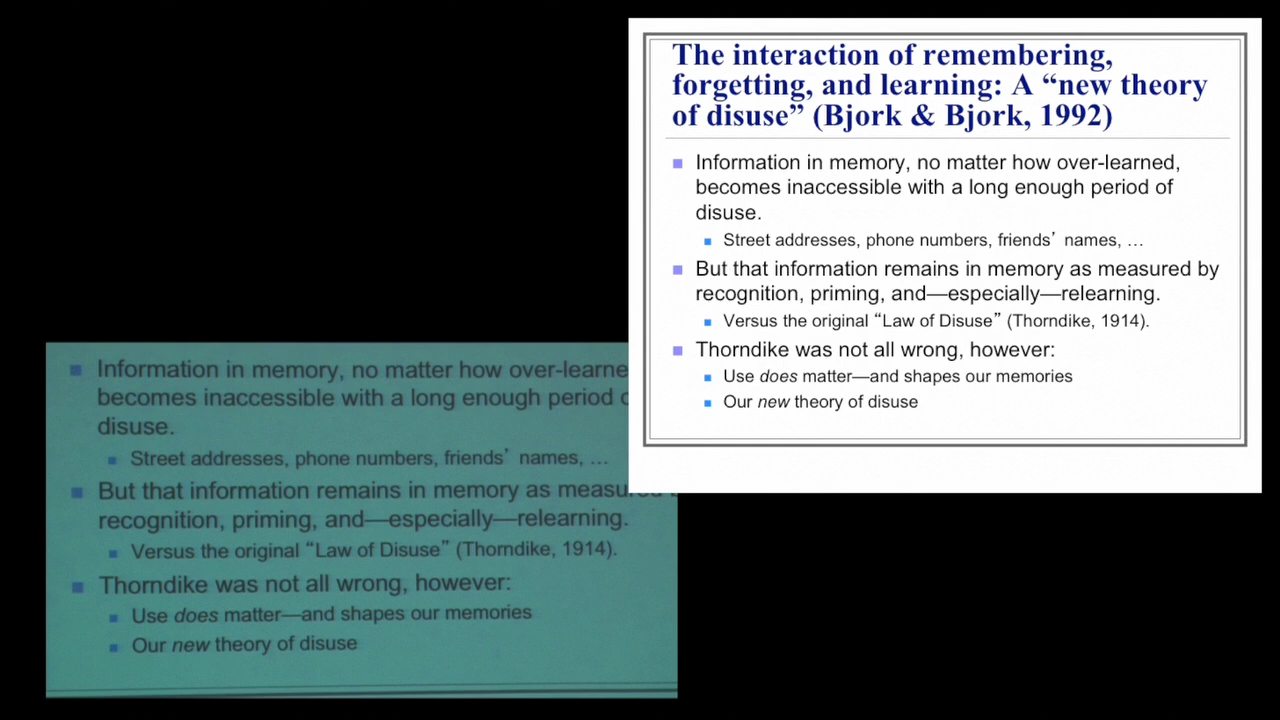 The interaction of remembering,
forgetting, and learning: A “new theory
of disuse” (Bjork & Bjork, 1992)
Information in memory, no matter how over-learned,
becomes inaccessible with a long enough period of
disuse.
Street addresses, phone numbers, friends’ names, …
But that information remains in memory as measured by
recognition, priming, and—especially—relearning.
Versus the original “Law of Disuse” (Thorndike, 1914).
Thorndike was not all wrong, however:
Use does matter—and shapes our memories
Our new theory of disuse
Information in memory, no matter how over-learne
becomes inaccessible with a long enough period
disuse.
Street addresses, phone numbers, friends’ names, …
But that information remains in memory as measu
recognition, priming, and—especially—relearning.
Versus the original “Law of Disuse” (Thorndike, 1914).
Thorndike was not all wrong, however:
Use does matter—and shapes our memories
Our new theory of disuse